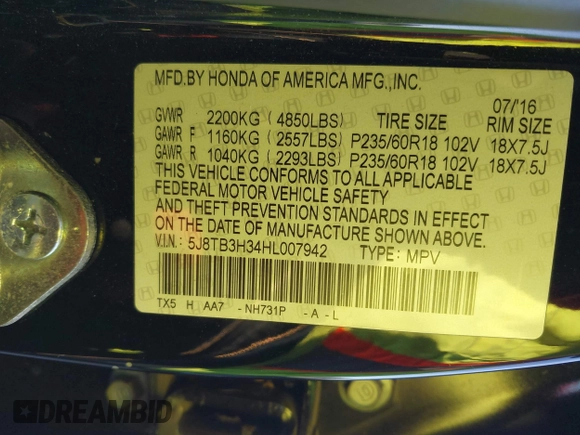 MFD.BY HONDA OF AMERICA MFG.,INC.
07/'16
GVWR 2200KG (4850LBS) TIRE SIZE RIM SIZE
GAWR F 1160KG (2557LBS) P235/60R18 102V 18X7.5J
GAWR R 1040KG (2293LBS) P235/60R18 102V 18X7.5J
THIS VEHICLE CONFORMS TO ALL APPLICABLE
FEDERAL MOTOR VEHICLE SAFETY
AND THEFT PREVENTION STANDARDS IN EFFECT
ON THE DATE OF MANUFACTURE SHOWN ABOVE.
V.I.N.: 5J8TB3H34HL007942 TYPE: MPV
TX5 H AA7 -NH731P -A-L
DREAMBID